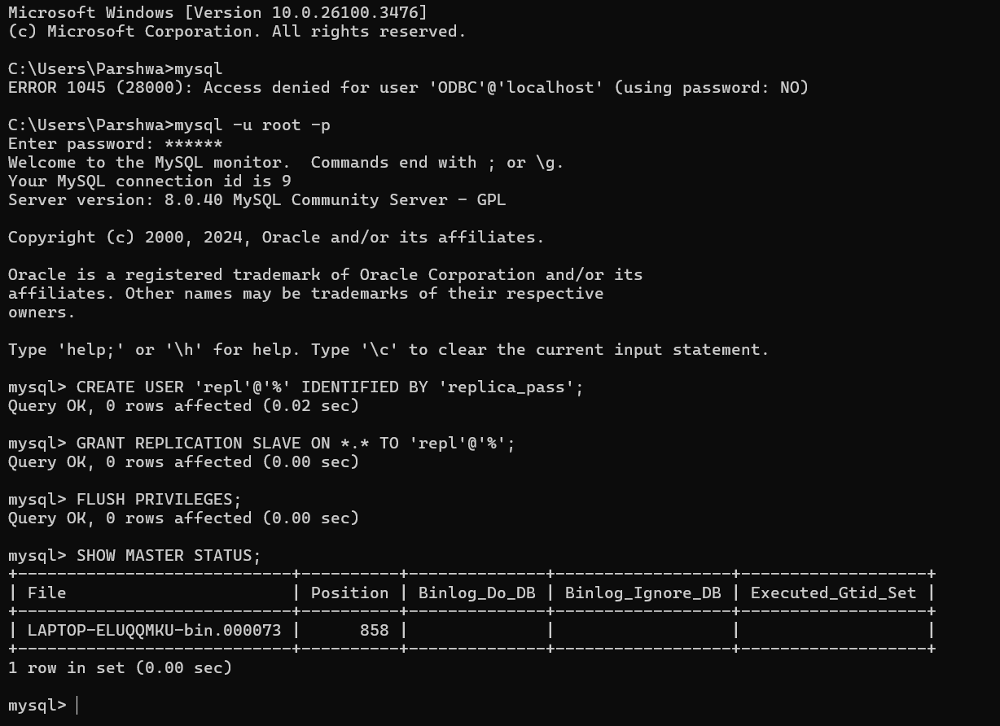 Microsoft Windows [Version 10.0.26100.3476]
(c) Microsoft Corporation. All rights reserved.
C:\Users\Parshwa>mysql
ERROR 1045 (28000): Access denied for user 'ODBC'@'localhost' (using password: NO)
C:\Users\Parshwa>mysql -u root -p
Enter password: ******
Welcome to the MySQL monitor.  Commands end with ; or \g.
Your MySQL connection id is 9
Server version: 8.0.40 MySQL Community Server - GPL
Copyright (c) 2000, 2024, Oracle and/or its affiliates.
Oracle is a registered trademark of Oracle Corporation and/or its
affiliates. Other names may be trademarks of their respective
owners.
Type 'help;' or '\h' for help. Type '\c' to clear the current input statement.
mysql> CREATE USER 'repl'@'%' IDENTIFIED BY 'replica_pass';
Query OK, 0 rows affected (0.02 sec)
mysql> GRANT REPLICATION SLAVE ON *.* TO 'repl'@'%';
Query OK, 0 rows affected (0.00 sec)
mysql> FLUSH PRIVILEGES;
Query OK, 0 rows affected (0.00 sec)
mysql> SHOW MASTER STATUS;
+----------------------------+----------+--------------+------------------+-------------------+
| File                       | Position | Binlog_Do_DB | Binlog_Ignore_DB | Executed_Gtid_Set |
+----------------------------+----------+--------------+------------------+-------------------+
| LAPTOP-ELUQQMKU-bin.000073 |      858 |              |                  |                   |
+----------------------------+----------+--------------+------------------+-------------------+
1 row in set (0.00 sec)
mysql>